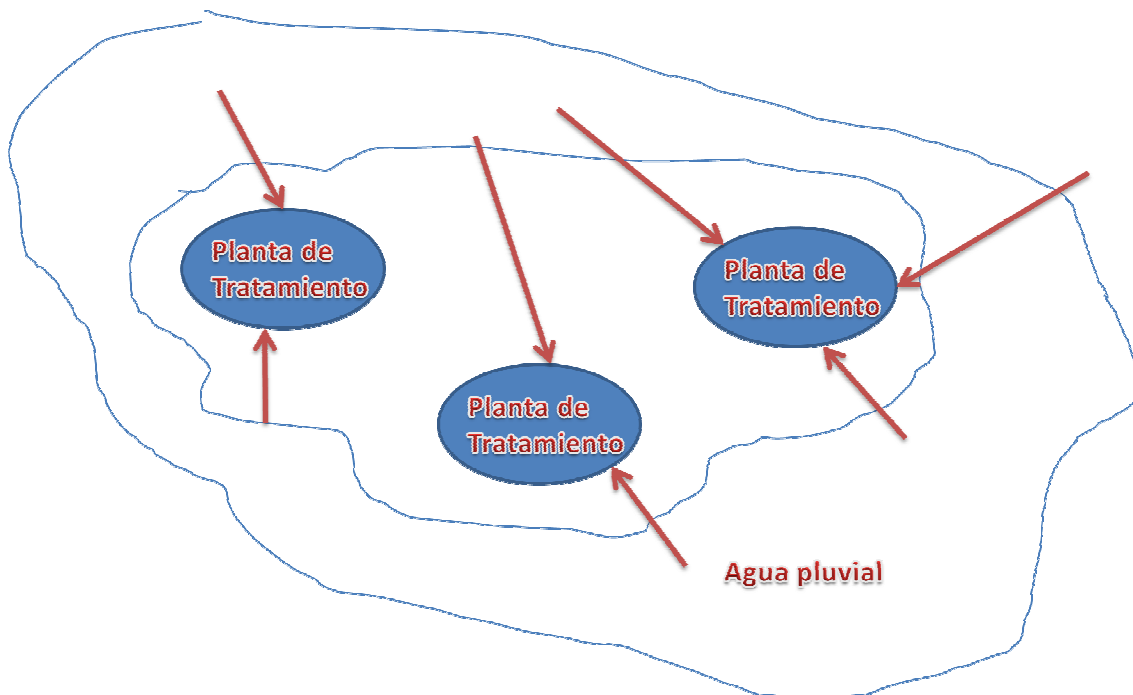 Planta de
Tratamiento
Planta de
Tratamiento
Planta de
Tratamiento
Agua pluvial